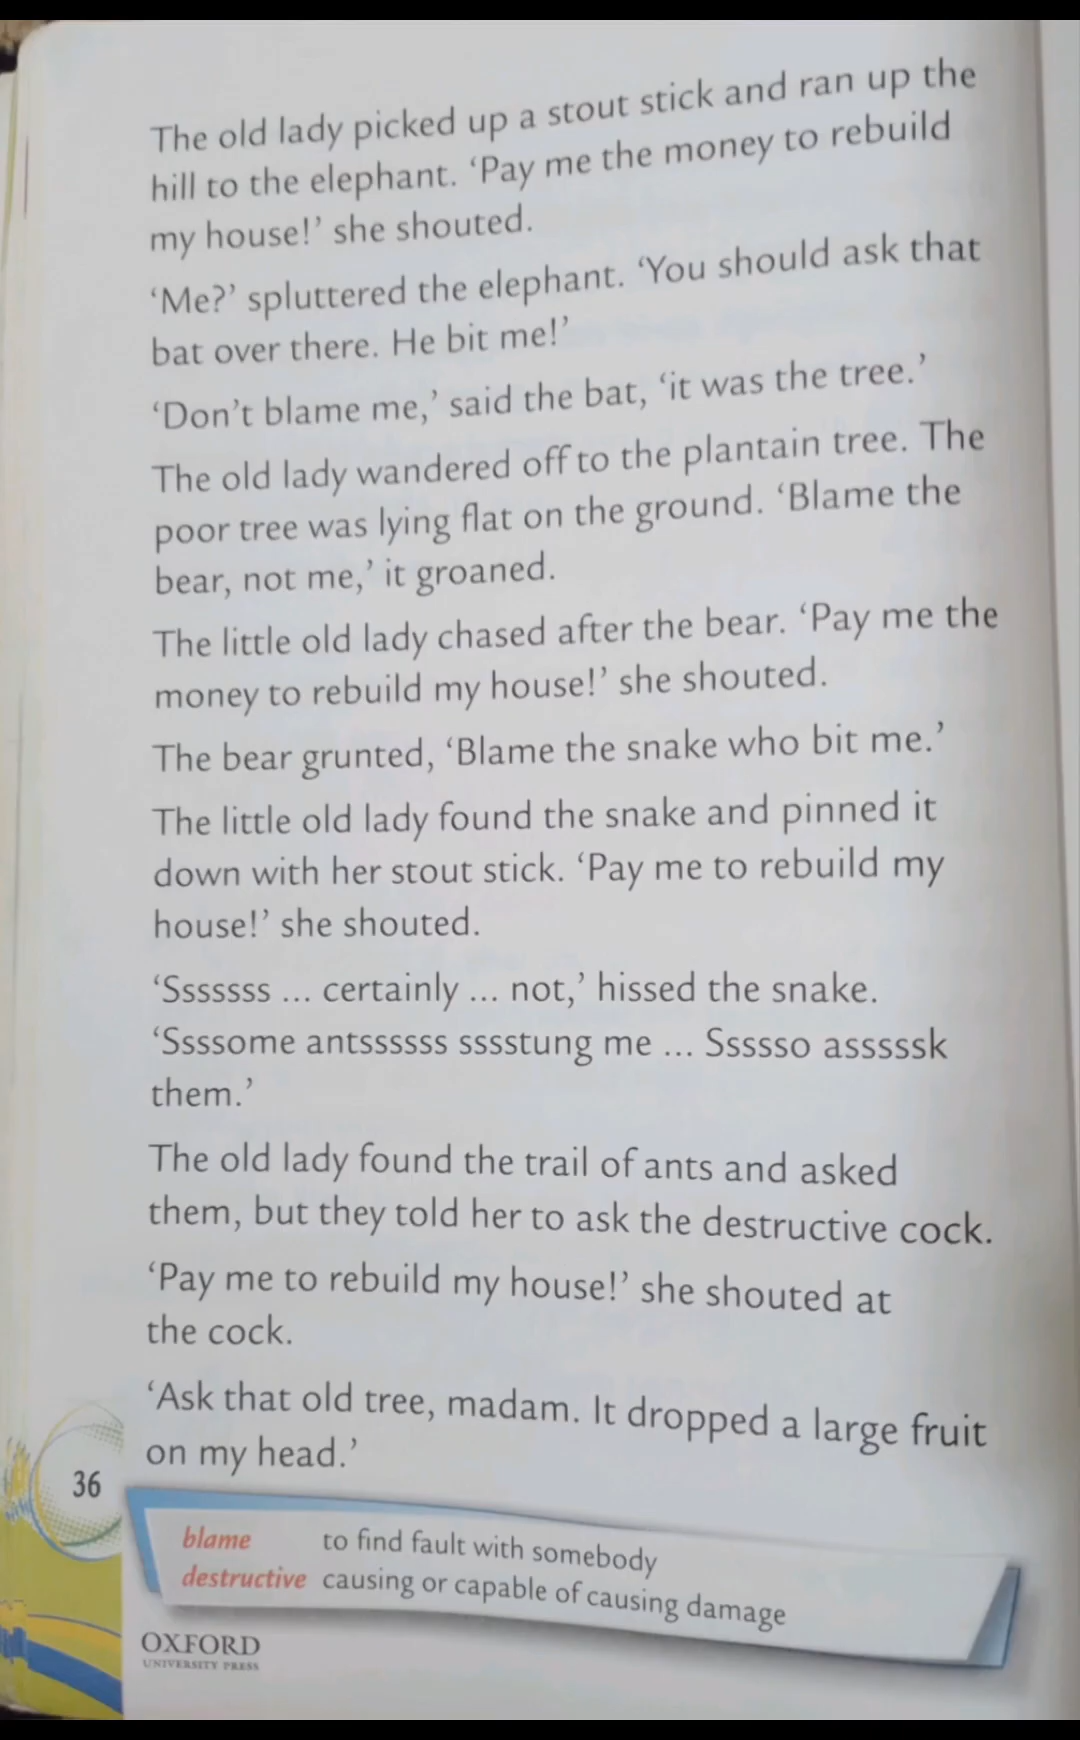 The old lady picked up a stout stick and ran up the
hill to the elephant. ‘Pay me the money to rebuild
my house!’ she shouted.
‘Me?’ spluttered the elephant. ‘You should ask that
bat over there. He bit me!’
‘Don’t blame me,’ said the bat, ‘it was the tree.’
The old lady wandered off to the plantain tree. The
poor tree was lying flat on the ground. ‘Blame the
bear, not me,’ it groaned.
The little old lady chased after the bear. ‘Pay me the
money to rebuild my house!’ she shouted.
The bear grunted, ‘Blame the snake who bit me.’
The little old lady found the snake and pinned it
down with her stout stick. ‘Pay me to rebuild my
house!’ she shouted.
‘Sssssss ... certainly ... not,’ hissed the snake.
‘Ssssome antssssss sssstung me ... Ssssso asssssk
them.’
The old lady found the trail of ants and asked
them, but they told her to ask the destructive cock.
‘Pay me to rebuild my house!’ she shouted at
the cock.
‘Ask that old tree, madam. It dropped a large fruit
on my head.’
36
blame to find fault with somebody
destructive causing or capable of causing damage
OXFORD
UNIVERSITY PRESS